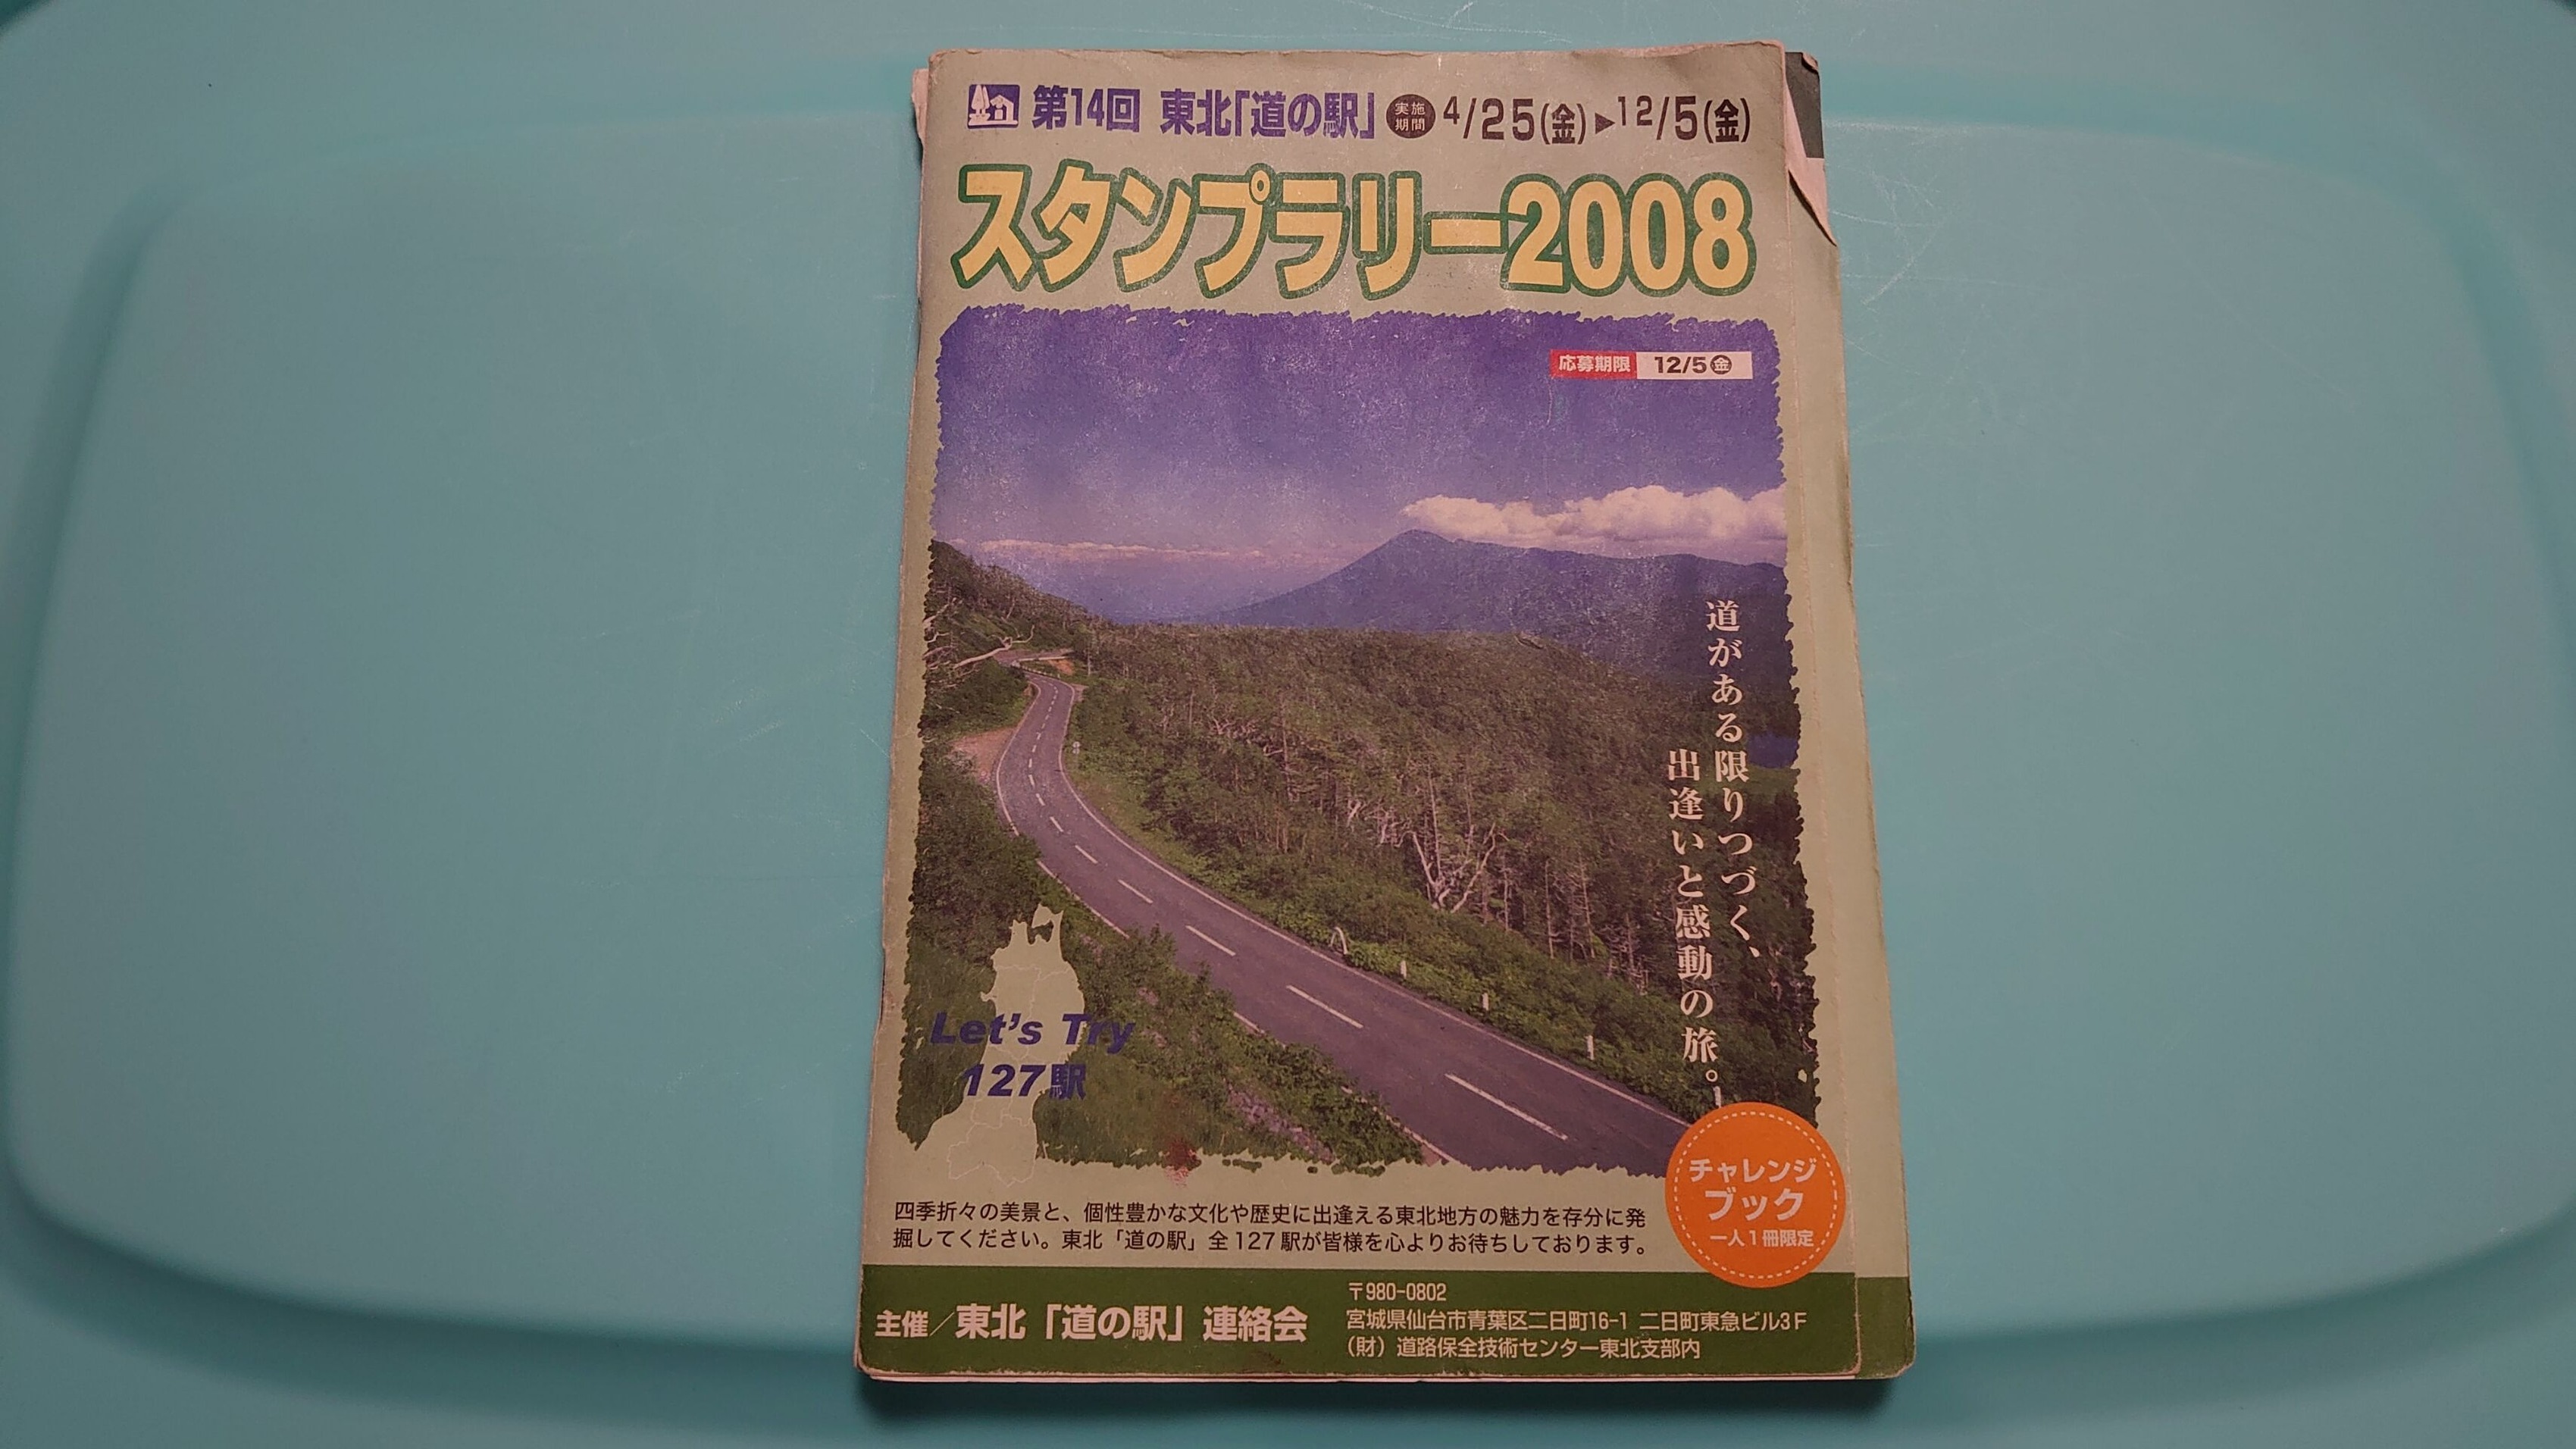 第14回 東北「道の駅」 実施期間 4/25(金)▶12/5(金)
スタンプラリー2008
応募期限 12/5㊎
道がある限りつづく、
出逢いと感動の旅。
Let's Try
127駅
チャレンジ
ブック
一人1冊限定
四季折々の美景と、個性豊かな文化や歴史に出逢える東北地方の魅力を存分に発
掘してください。東北「道の駅」全127駅が皆様を心よりお待ちしております。
主催／東北「道の駅」連絡会
〒980-0802
宮城県仙台市青葉区二日町16-1 二日町東急ビル3F
（財）道路保全技術センター東北支部内